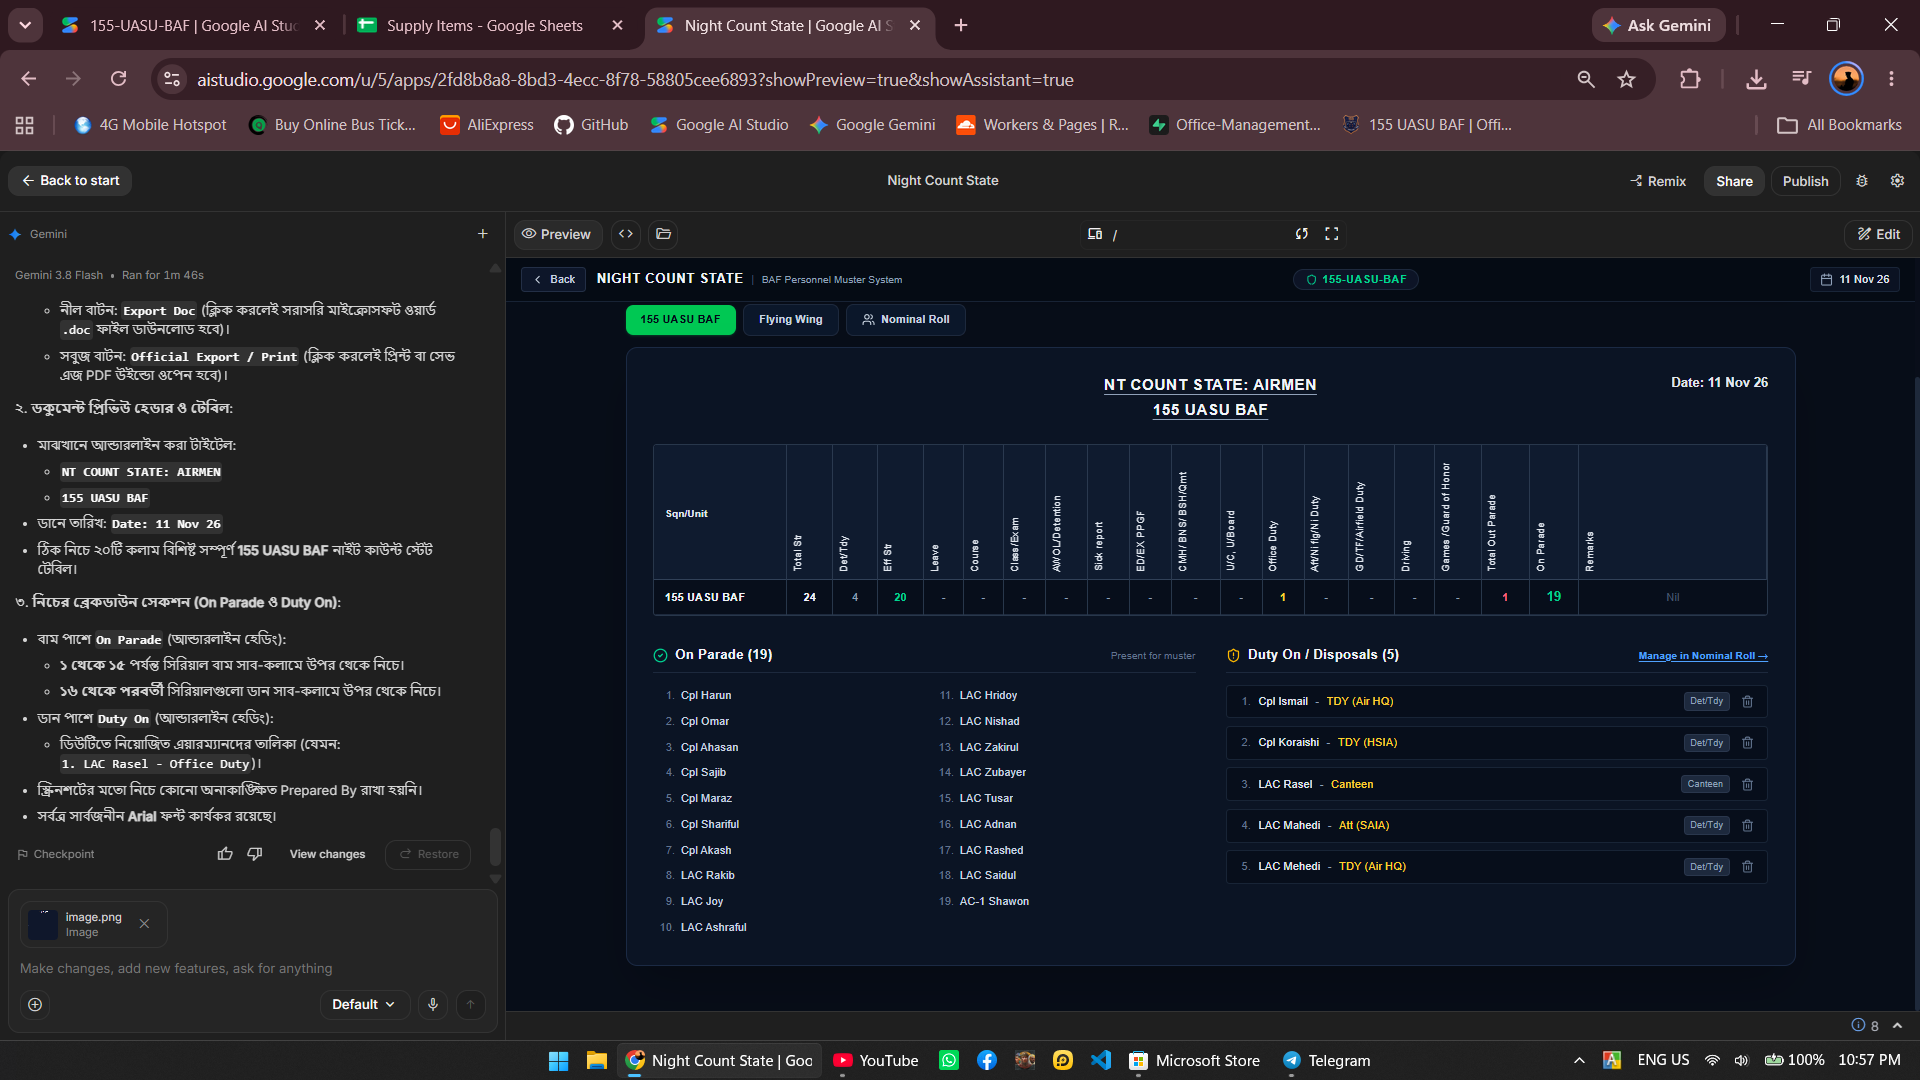 155-UASU-BAF | Google AI Stuc
Supply Items - Google Sheets
Night Count State | Google AI S
Ask Gemini
aistudio.google.com/u/5/apps/2fd8b8a8-8bd3-4ecc-8f78-58805cee6893?showPreview=true&showAssistant=true
4G Mobile Hotspot
Buy Online Bus Tick...
AliExpress
GitHub
Google AI Studio
Google Gemini
Workers & Pages | R...
Office-Management...
155 UASU BAF | Offi...
All Bookmarks
Back to start
Night Count State
Remix
Share
Publish
Gemini
Gemini 3.8 Flash • Ran for 1m 46s
নীল বাটন: Export Doc (ক্লিক করলেই সরাসরি মাইক্রোসফট ওয়ার্ড
.doc ফাইল ডাউনলোড হবে)।
সবুজ বাটন: Official Export / Print (ক্লিক করলেই প্রিন্ট বা সেভ
এজ PDF উইন্ডো ওপেন হবে)।
২. ডকুমেন্ট প্রিভিউ হেডার ও টেবিল:
মাঝখানে আন্ডারলাইন করা টাইটেল:
NT COUNT STATE: AIRMEN
155 UASU BAF
ডানে তারিখ: Date: 11 Nov 26
ঠিক নিচে ২০টি কলাম বিশিষ্ট সম্পূর্ণ 155 UASU BAF নাইট কাউন্ট স্টেট
টেবিল।
৩. নিচের ব্রেকডাউন সেকশন (On Parade ও Duty On):
বাম পাশে On Parade (আন্ডারলাইন হেডিং):
১ থেকে ১৫ পর্যন্ত সিরিয়াল বাম সাব-কলামে উপর থেকে নিচে।
১৬ থেকে পরবর্তী সিরিয়ালগুলো ডান সাব-কলামে উপর থেকে নিচে।
ডান পাশে Duty On (আন্ডারলাইন হেডিং):
ডিউটিতে নিয়োজিত এয়ারম্যানদের তালিকা (যেমন:
1. LAC Rasel - Office Duty)।
স্ক্রিনশটের মতো নিচে কোনো অনাকাঙ্ক্ষিত Prepared By রাখা হয়নি।
সর্বত্র সার্বজনীন Arial ফন্ট কার্যকর রয়েছে।
Checkpoint
View changes
Restore
image.png
Image
Make changes, add new features, ask for anything
Default
Preview
/
Edit
Back
NIGHT COUNT STATE | BAF Personnel Muster System
155-UASU-BAF
11 Nov 26
155 UASU BAF
Flying Wing
Nominal Roll
NT COUNT STATE: AIRMEN
155 UASU BAF
Date: 11 Nov 26
Sqn/Unit
Total Str
Det/Tdy
Eff Str
Leave
Course
Class/Exam
AWOL/Detention
Sick report
ED/EX PPGF
CMH/ BNS/ BSH/Qmt
U/C, U/Board
Office Duty
Aft/Ni flg/Ni Duty
GD/TF/Airfield Duty
Driving
Games /Guard of Honor
Total Out Parade
On Parade
Remarks
155 UASU BAF 24 4 20 - - - - - - - - 1 - - - - 1 19 Nil
On Parade (19)
Present for muster
1. Cpl Harun
2. Cpl Omar
3. Cpl Ahasan
4. Cpl Sajib
5. Cpl Maraz
6. Cpl Shariful
7. Cpl Akash
8. LAC Rakib
9. LAC Joy
10. LAC Ashraful
11. LAC Hridoy
12. LAC Nishad
13. LAC Zakirul
14. LAC Zubayer
15. LAC Tusar
16. LAC Adnan
17. LAC Rashed
18. LAC Saidul
19. AC-1 Shawon
Duty On / Disposals (5)
Manage in Nominal Roll →
1. Cpl Ismail - TDY (Air HQ) Det/Tdy
2. Cpl Koraishi - TDY (HSIA) Det/Tdy
3. LAC Rasel - Canteen Canteen
4. LAC Mahedi - Att (SAIA) Det/Tdy
5. LAC Mehedi - TDY (Air HQ) Det/Tdy
8
Night Count State | Goo
YouTube
Microsoft Store
Telegram
ENG US
100%
10:57 PM